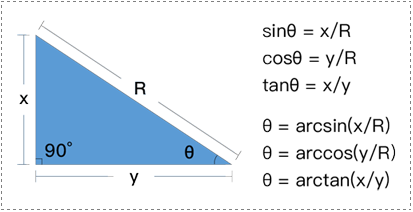 sinθ = x/R
cosθ = y/R
tanθ = x/y
R
x
90°
θ
y
θ = arcsin(x/R)
θ = arccos(y/R)
θ = arctan(x/y)